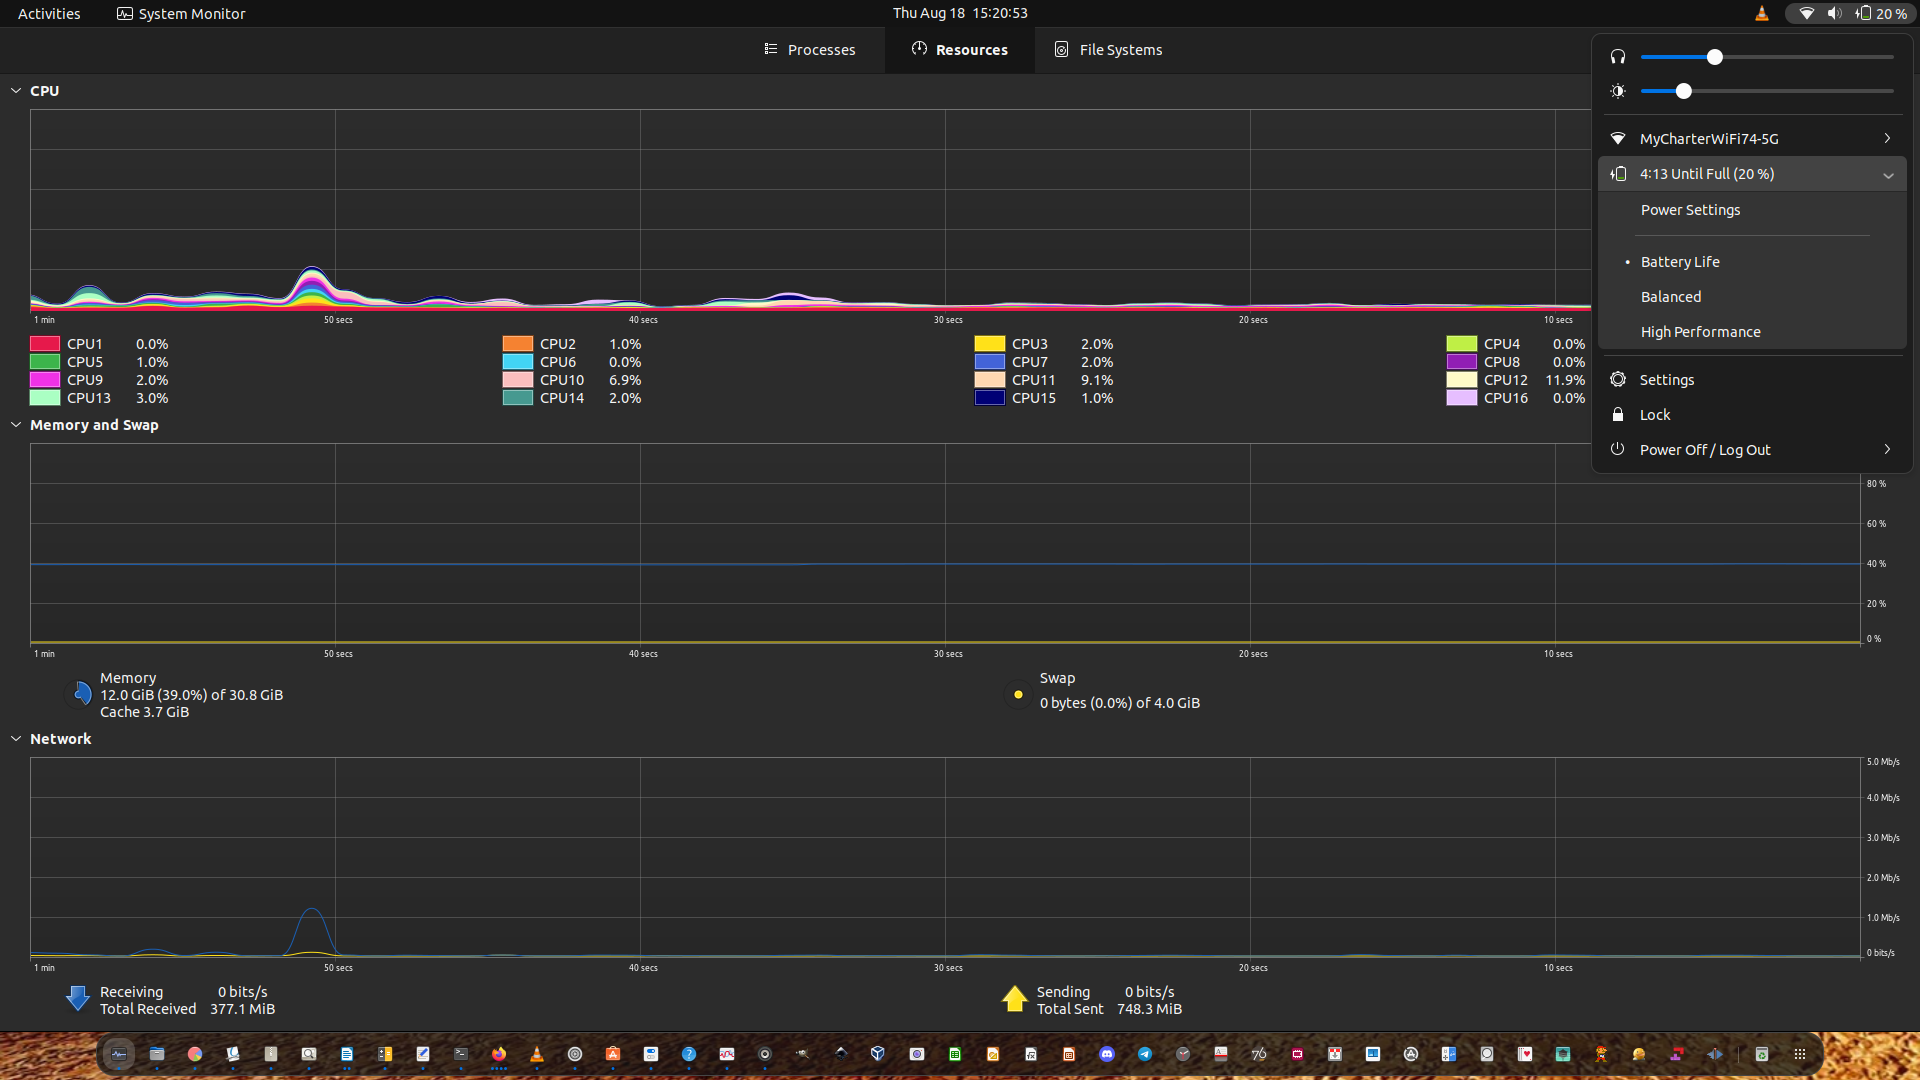 Activities
System Monitor
Thu Aug 18 15:20:53
20 %
Processes
Resources
File Systems
CPU
1 min
50 secs
40 secs
30 secs
20 secs
10 secs
CPU1 0.0%
CPU2 1.0%
CPU3 2.0%
CPU4 0.0%
CPU5 1.0%
CPU6 0.0%
CPU7 2.0%
CPU8 0.0%
CPU9 2.0%
CPU10 6.9%
CPU11 9.1%
CPU12 11.9%
CPU13 3.0%
CPU14 2.0%
CPU15 1.0%
CPU16 0.0%
MyCharterWiFi74-5G
4:13 Until Full (20 %)
Power Settings
• Battery Life
Balanced
High Performance
Settings
Lock
Power Off / Log Out
Memory and Swap
80 %
60 %
40 %
20 %
0 %
1 min
50 secs
40 secs
30 secs
20 secs
10 secs
Memory
12.0 GiB (39.0%) of 30.8 GiB
Cache 3.7 GiB
Swap
0 bytes (0.0%) of 4.0 GiB
Network
5.0 Mb/s
4.0 Mb/s
3.0 Mb/s
2.0 Mb/s
1.0 Mb/s
0 bits/s
1 min
50 secs
40 secs
30 secs
20 secs
10 secs
Receiving 0 bits/s
Total Received 377.1 MiB
Sending 0 bits/s
Total Sent 748.3 MiB
76